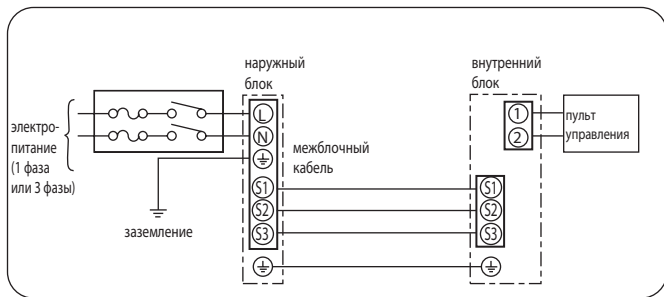 наружный
блок
внутренний
блок
электро-
питание
(1 фаза
или 3 фазы)
L
N
S1
S2
S3
заземление
межблочный
кабель
1
2
S1
S2
S3
пульт
управления